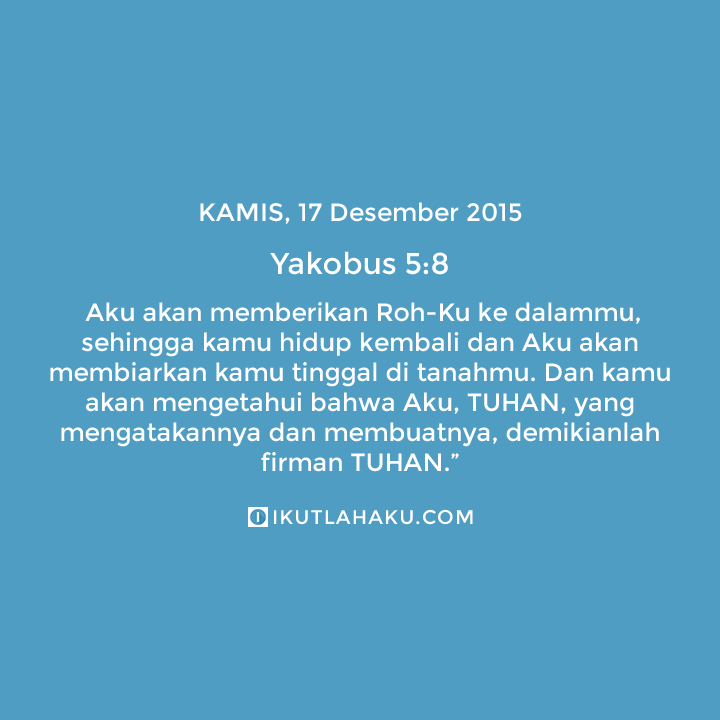 KAMIS, 17 Desember 2015
Yakobus 5:8
Aku akan memberikan Roh-Ku ke dalammu,
sehingga kamu hidup kembali dan Aku akan
membiarkan kamu tinggal di tanahmu. Dan kamu
akan mengetahui bahwa Aku, TUHAN, yang
mengatakannya dan membuatnya, demikianlah
firman TUHAN.”
IKUTLAHAKU.COM